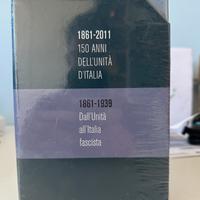 1861-2011
150 ANNI
DELL'UNITÀ
D'ITALIA
1861-1939
Dall'Unità
all'Italia
fascista